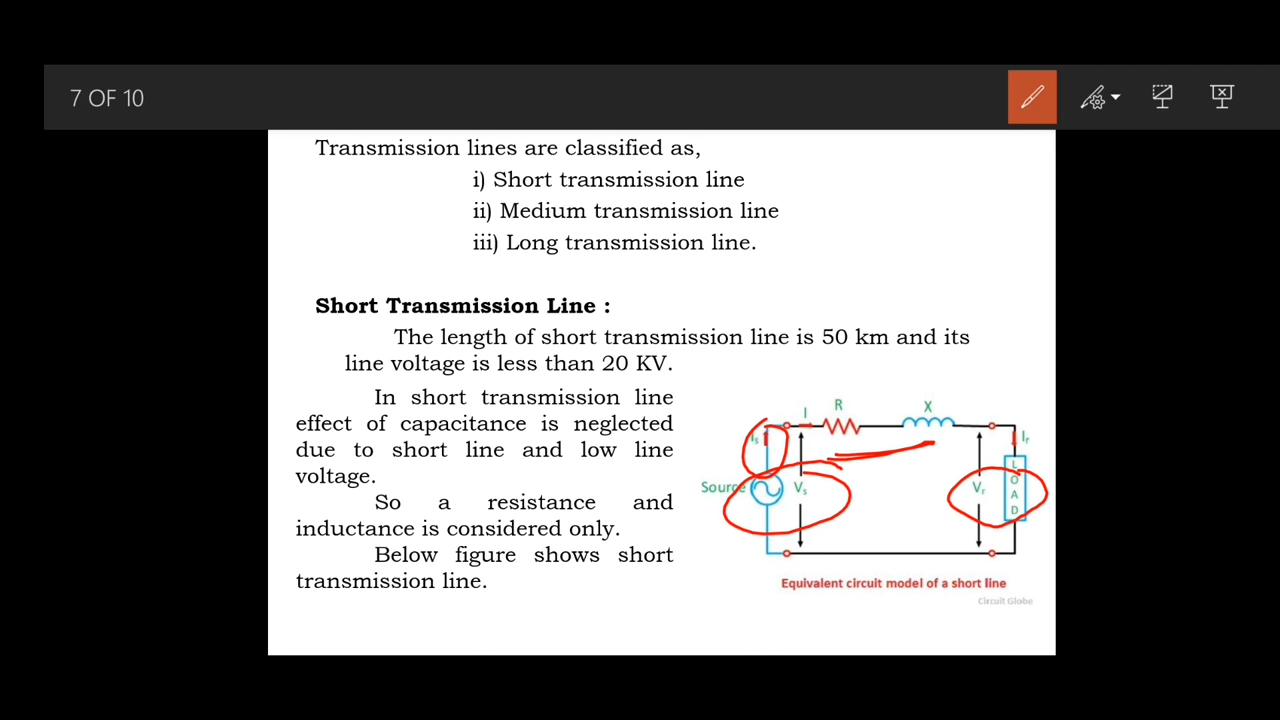 7 OF 10
Transmission lines are classified as,
i) Short transmission line
ii) Medium transmission line
iii) Long transmission line.
Short Transmission Line :
The length of short transmission line is 50 km and its
line voltage is less than 20 KV.
In short transmission line
effect of capacitance is neglected
due to short line and low line
voltage.
So a resistance and
inductance is considered only.
Below figure shows short
transmission line.
I R X
Is Ir
Source Vs Vr LOAD
Equivalent circuit model of a short line
Circuit Globe